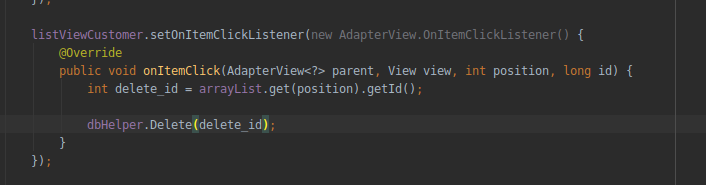 });
listViewCustomer.setOnItemClickListener(new AdapterView.OnItemClickListener() {
@Override
public void onItemClick(AdapterView<?> parent, View view, int position, long id) {
int delete_id = arrayList.get(position).getId();
dbHelper.Delete(delete_id);
}
});